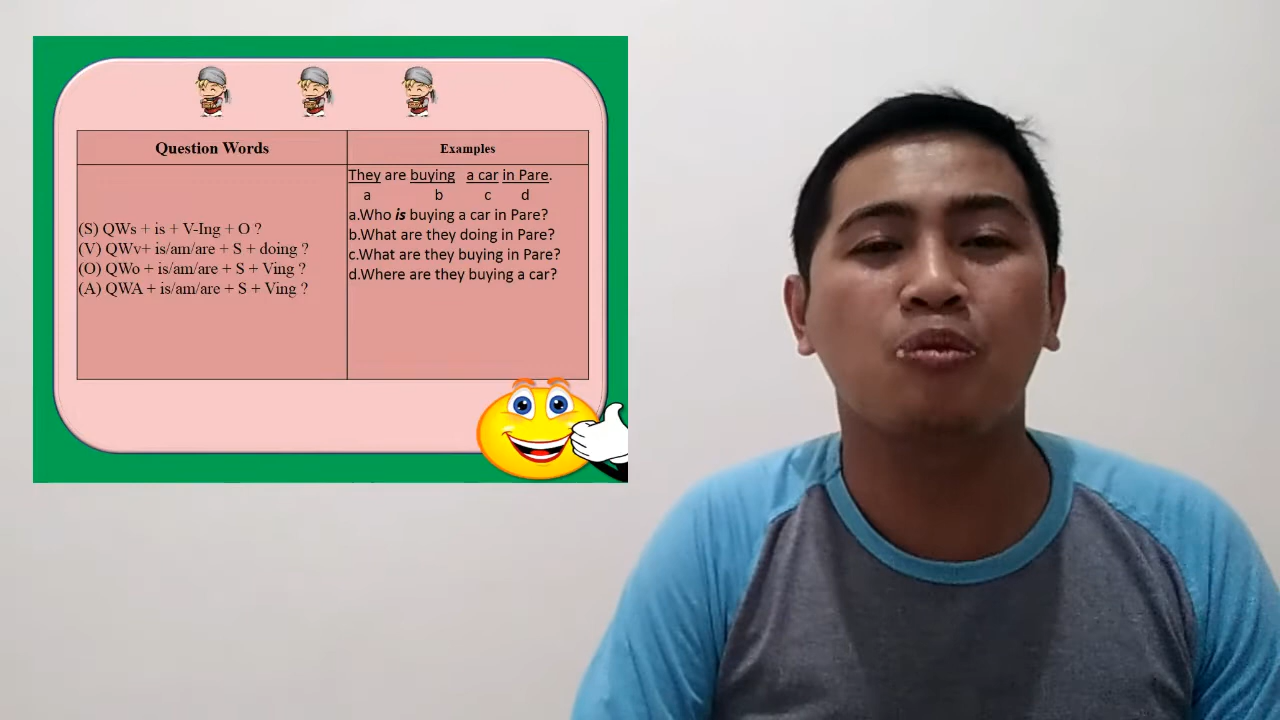 Question Words
Examples
(S) QWs + is + V-Ing + O ?
(V) QWv+ is/am/are + S + doing ?
(O) QWo + is/am/are + S + Ving ?
(A) QWA + is/am/are + S + Ving ?
They are buying a car in Pare.
a b c d
a.Who is buying a car in Pare?
b.What are they doing in Pare?
c.What are they buying in Pare?
d.Where are they buying a car?